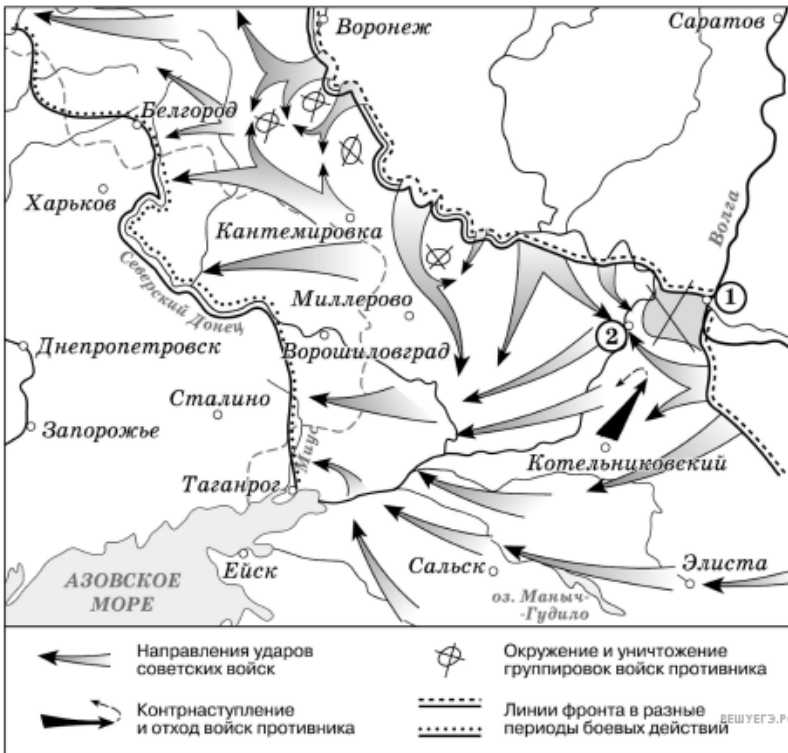 Воронеж
Саратов
Белгород
Харьков
Волга
Кантемировка
Северский Донец
Миллерово
1
2
Днепропетровск
Ворошиловград
Сталино
Запорожье
Миус
Котельниковский
Таганрог
Ейск
Сальск
Элиста
АЗОВСКОЕ
МОРЕ
оз. Маныч-
-Гудило
Направления ударов
советских войск
Окружение и уничтожение
группировок войск противника
Контрнаступление
и отход войск противника
Линии фронта в разные
периоды боевых действий
РЕШУЕГЭ.РФ